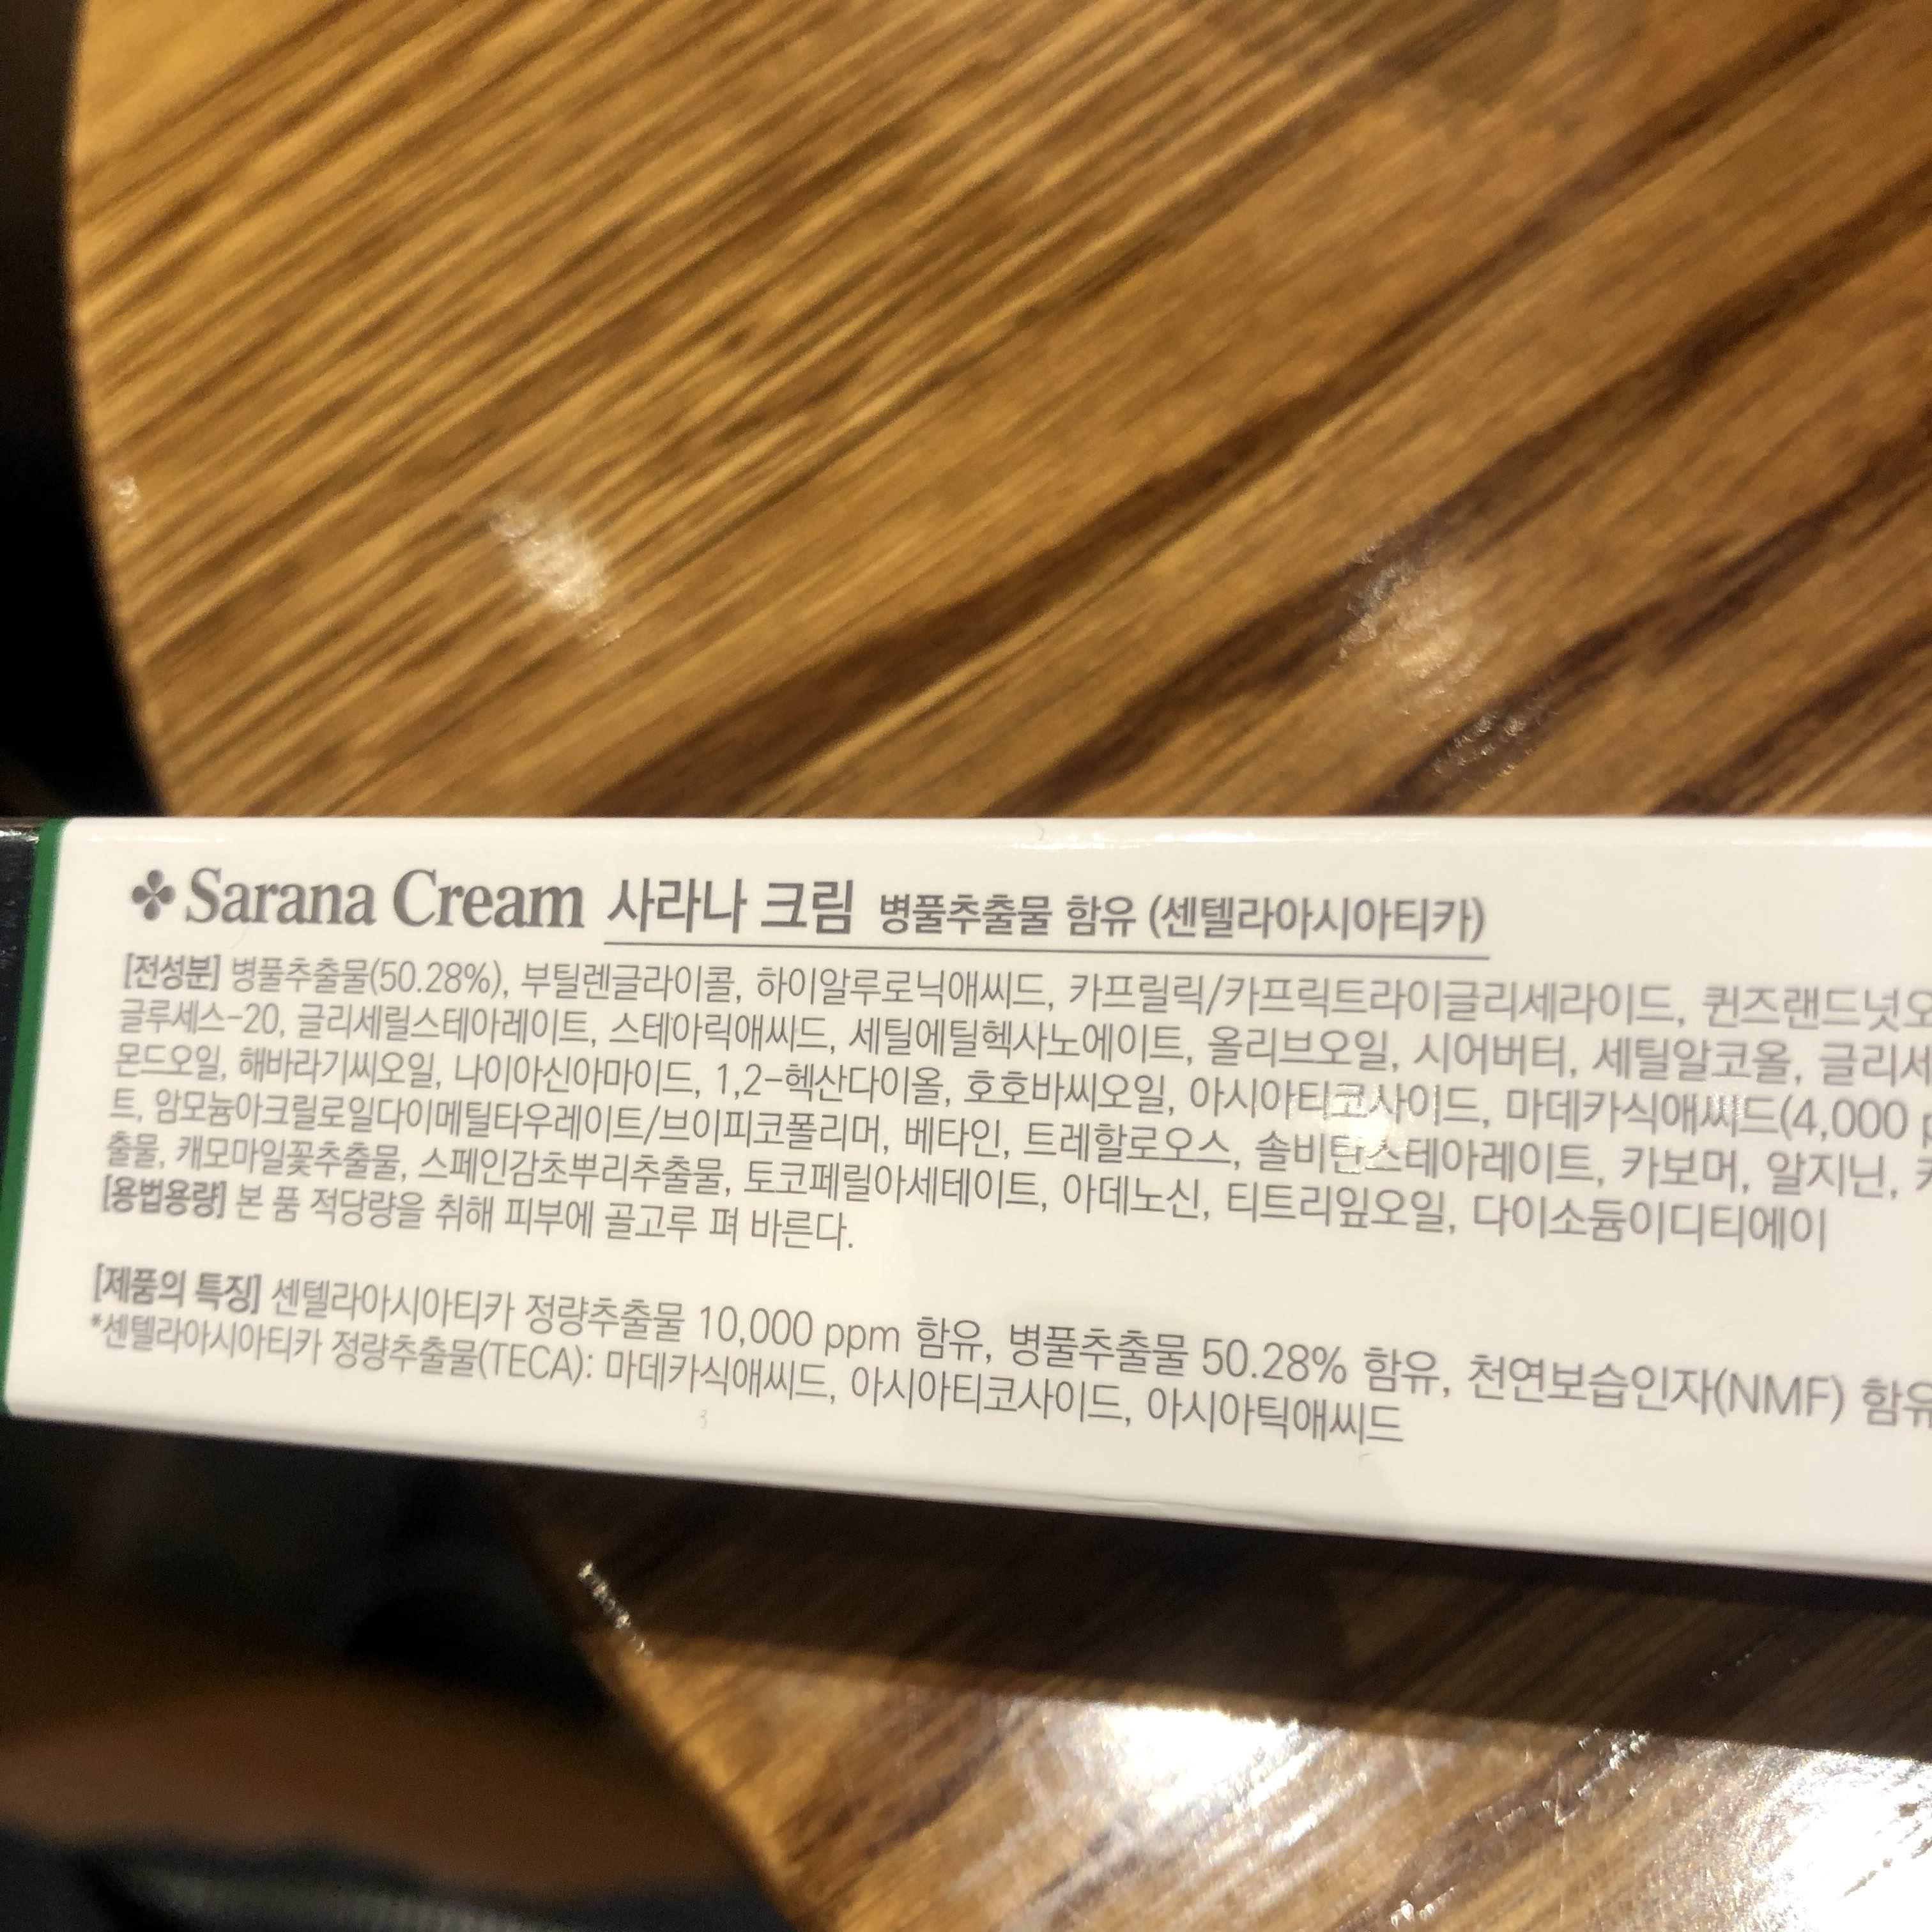 Sarana Cream 사라나 크림 병풀추출물 함유 (센텔라아시아티카)
[전성분] 병풀추출물(50.28%), 부틸렌글라이콜, 하이알루로닉애씨드, 카프릴릭/카프릭트라이글리세라이드, 퀸즈랜드넛오
글루세스-20, 글리세릴스테아레이트, 스테아릭애씨드, 세틸에틸헥사노에이트, 올리브오일, 시어버터, 세틸알코올, 글리세
몬드오일, 해바라기씨오일, 나이아신아마이드, 1,2-헥산다이올, 호호바씨오일, 아시아티코사이드, 마데카식애씨드(4,000
트, 암모늄아크릴로일다이메틸타우레이트/브이피코폴리머, 베타인, 트레할로오스, 솔비탄스테아레이트, 카보머, 알지닌,
출물, 캐모마일꽃추출물, 스페인감초뿌리추출물, 토코페릴아세테이트, 아데노신, 티트리잎오일, 다이소듐이디티에이
[용법용량] 본 품 적당량을 취해 피부에 골고루 펴 바른다.
[제품의 특징] 센텔라아시아티카 정량추출물 10,000 ppm 함유, 병풀추출물 50.28% 함유, 천연보습인자(NMF) 함유
*센텔라아시아티카 정량추출물(TECA): 마데카식애씨드, 아시아티코사이드, 아시아틱애씨드